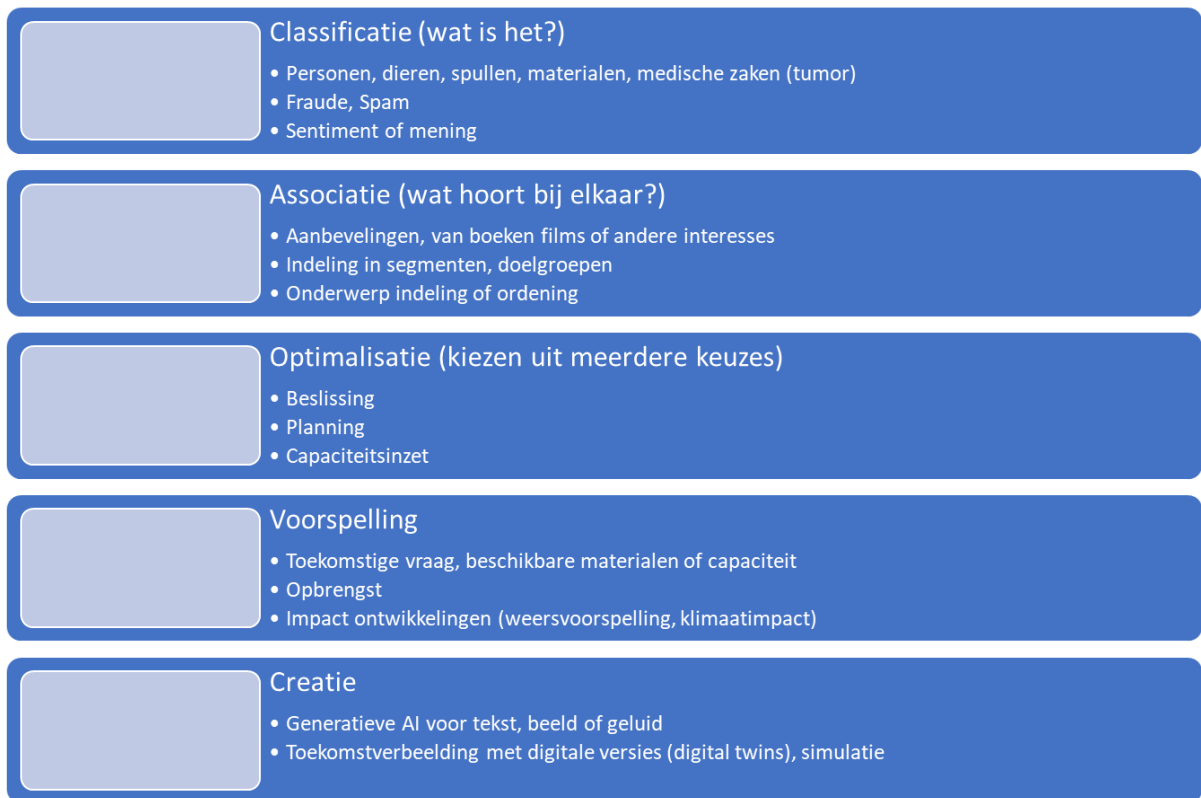 Classificatie (wat is het?)
• Personen, dieren, spullen, materialen, medische zaken (tumor)
• Fraude, Spam
• Sentiment of mening
Associatie (wat hoort bij elkaar?)
• Aanbevelingen, van boeken films of andere interesses
• Indeling in segmenten, doelgroepen
• Onderwerp indeling of ordening
Optimalisatie (kiezen uit meerdere keuzes)
• Beslissing
• Planning
• Capaciteitsinzet
Voorspelling
• Toekomstige vraag, beschikbare materialen of capaciteit
• Opbrengst
• Impact ontwikkelingen (weersvoorspelling, klimaatimpact)
Creatie
• Generatieve AI voor tekst, beeld of geluid
• Toekomstverbeelding met digitale versies (digital twins), simulatie